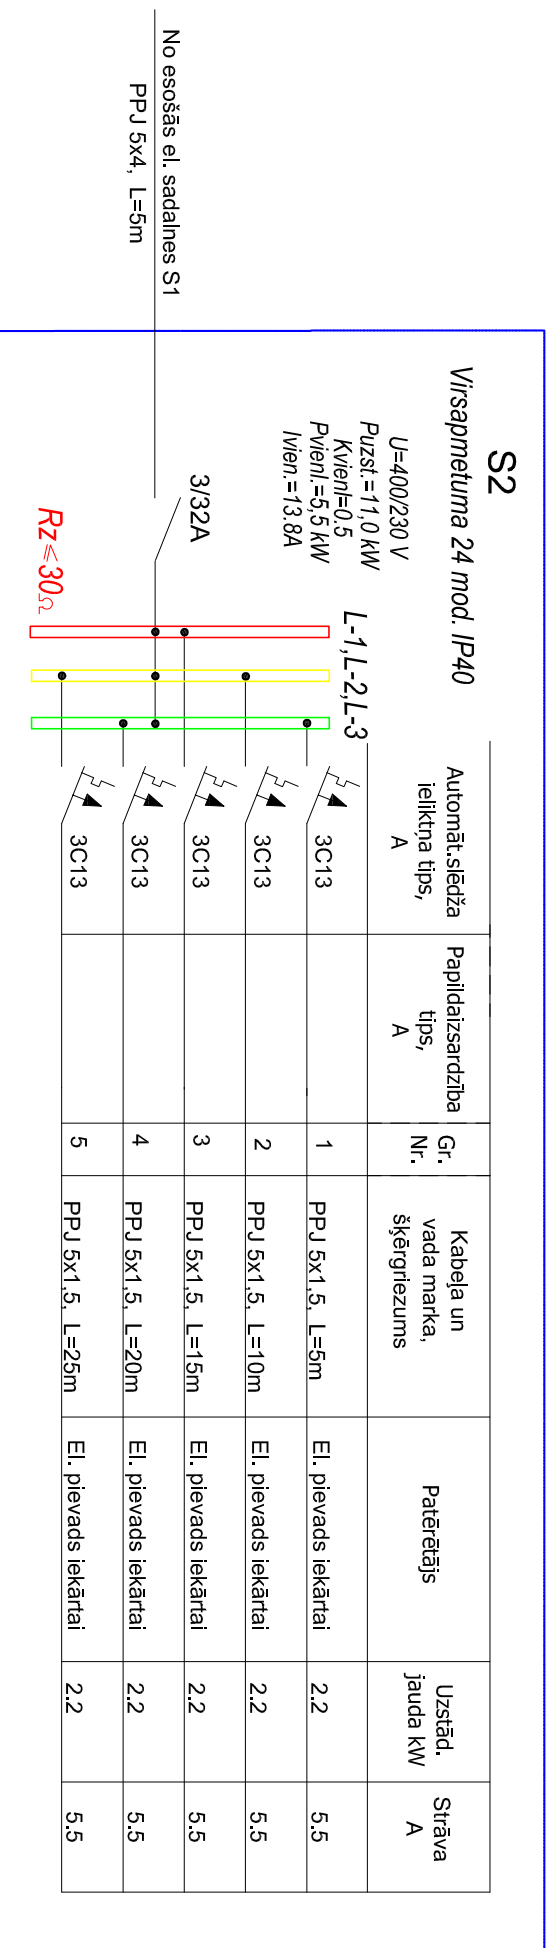 S2
Virsapmetuma 24 mod. IP40
U=400/230 V
Puzst.=11,0 kW
Kvienl=0.5
Pvienl.=5,5 kW
Ivien.=13.8A
No esošās el. sadalnes S1
PPJ 5x4, L=5m
3/32A
Rz<30Ω
L-1,L-2,L-3
Automāt.slēdža
ieliktņa tips,
A
Papildaizsardzība
tips,
A
Gr.
Nr.
Kabeļa un
vada marka,
šķērgriezums
Patērētājs
Uzstād.
jauda kW
Strāva
A
3C13 1 PPJ 5x1,5, L=5m El. pievads iekārtai 2.2 5.5
3C13 2 PPJ 5x1,5, L=10m El. pievads iekārtai 2.2 5.5
3C13 3 PPJ 5x1,5, L=15m El. pievads iekārtai 2.2 5.5
3C13 4 PPJ 5x1,5, L=20m El. pievads iekārtai 2.2 5.5
3C13 5 PPJ 5x1,5, L=25m El. pievads iekārtai 2.2 5.5